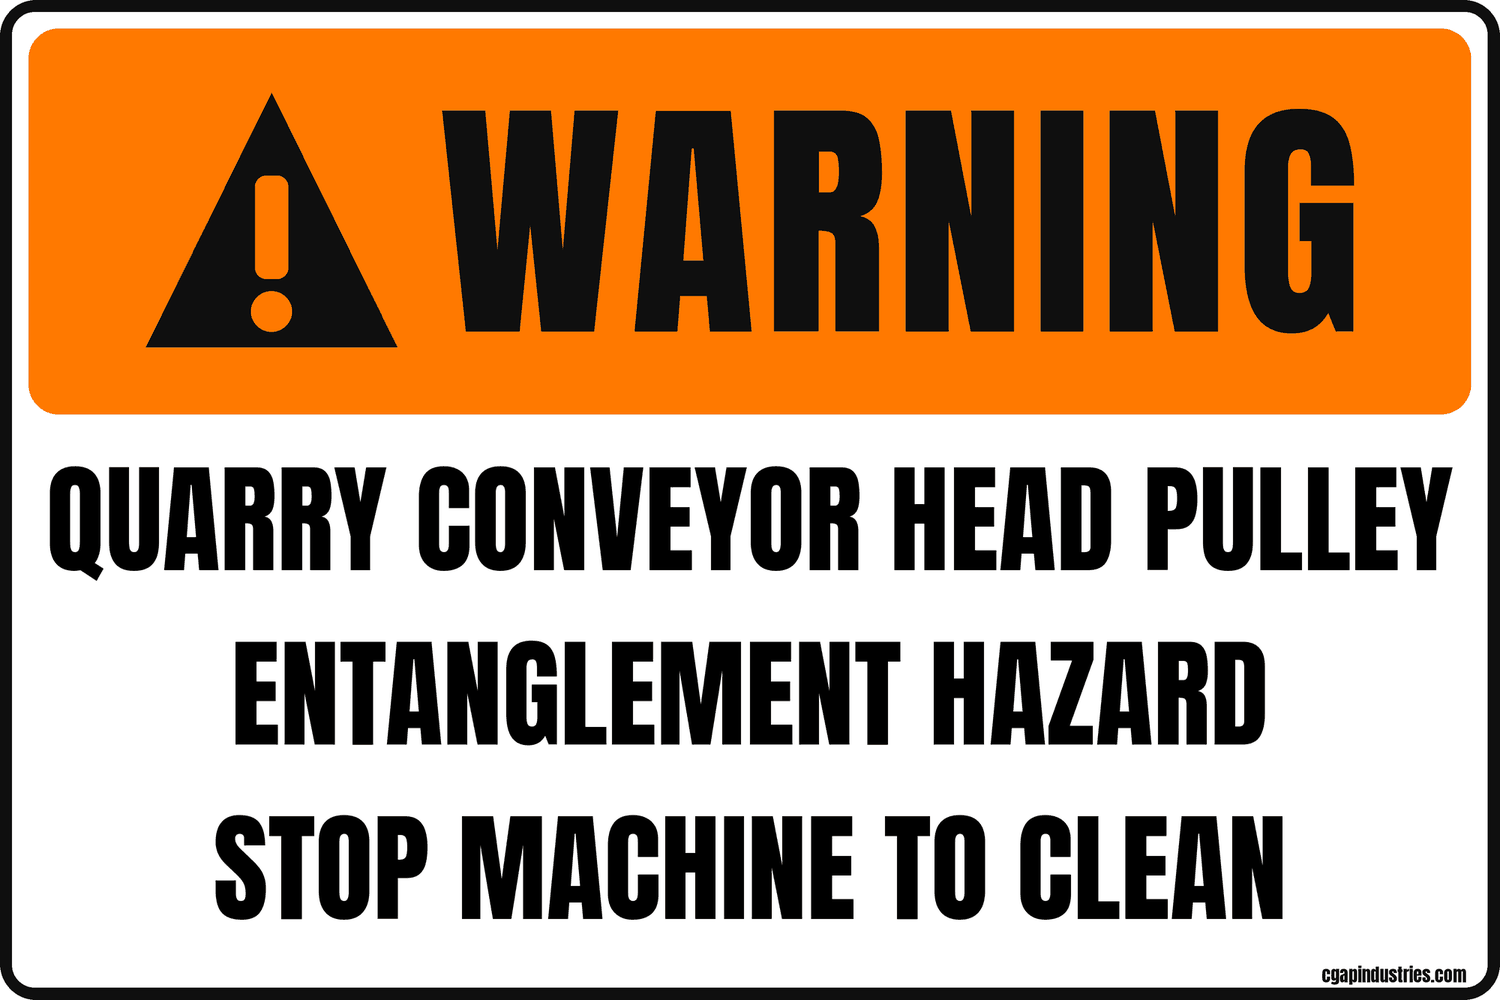 WARNING
QUARRY CONVEYOR HEAD PULLEY
ENTANGLEMENT HAZARD
STOP MACHINE TO CLEAN
cgapindustries.com